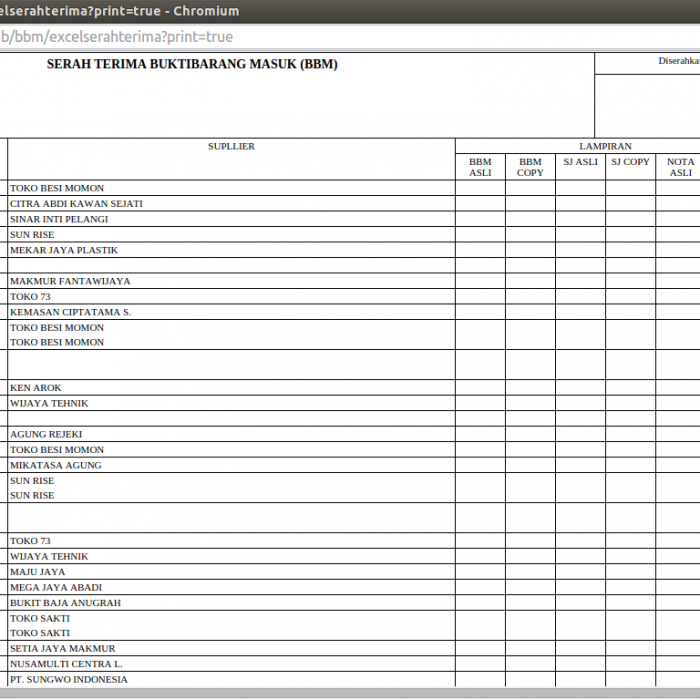 elserahterima?print=true - Chromium
b/bbm/excelserahterima?print=true
SERAH TERIMA BUKTIBARANG MASUK (BBM)
Diserahka
SUPLLIER
LAMPIRAN
BBM ASLI
BBM COPY
SJ ASLI
SJ COPY
NOTA ASLI
TOKO BESI MOMON
CITRA ABDI KAWAN SEJATI
SINAR INTI PELANGI
SUN RISE
MEKAR JAYA PLASTIK
MAKMUR FANTAWIJAYA
TOKO 73
KEMASAN CIPTATAMA S.
TOKO BESI MOMON
TOKO BESI MOMON
KEN AROK
WIJAYA TEHNIK
AGUNG REJEKI
TOKO BESI MOMON
MIKATASA AGUNG
SUN RISE
SUN RISE
TOKO 73
WIJAYA TEHNIK
MAJU JAYA
MEGA JAYA ABADI
BUKIT BAJA ANUGRAH
TOKO SAKTI
TOKO SAKTI
SETIA JAYA MAKMUR
NUSAMULTI CENTRA L.
PT. SUNGWO INDONESIA